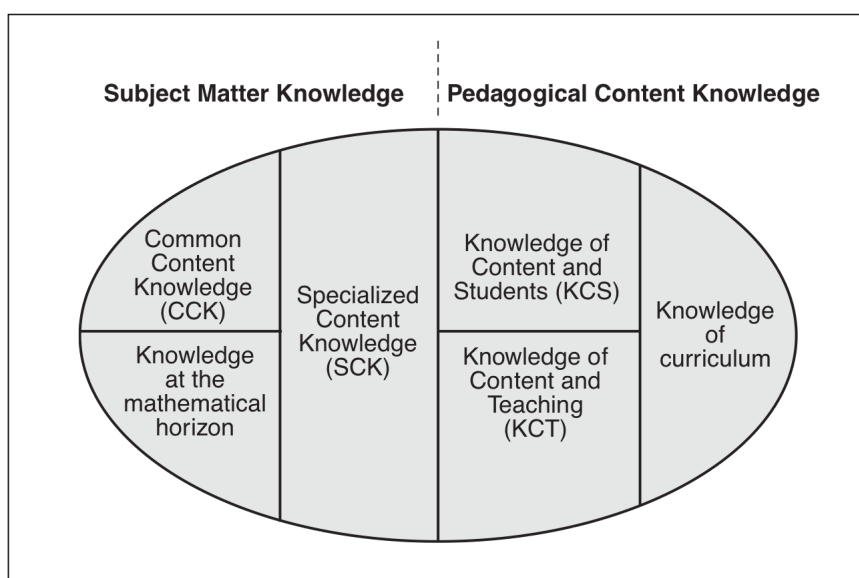 Subject Matter Knowledge
Pedagogical Content Knowledge
Common
Content
Knowledge
(CCK)
Knowledge
at the
mathematical
horizon
Specialized
Content
Knowledge
(SCK)
Knowledge of
Content and
Students (KCS)
Knowledge of
Content and
Teaching
(KCT)
Knowledge
of
curriculum